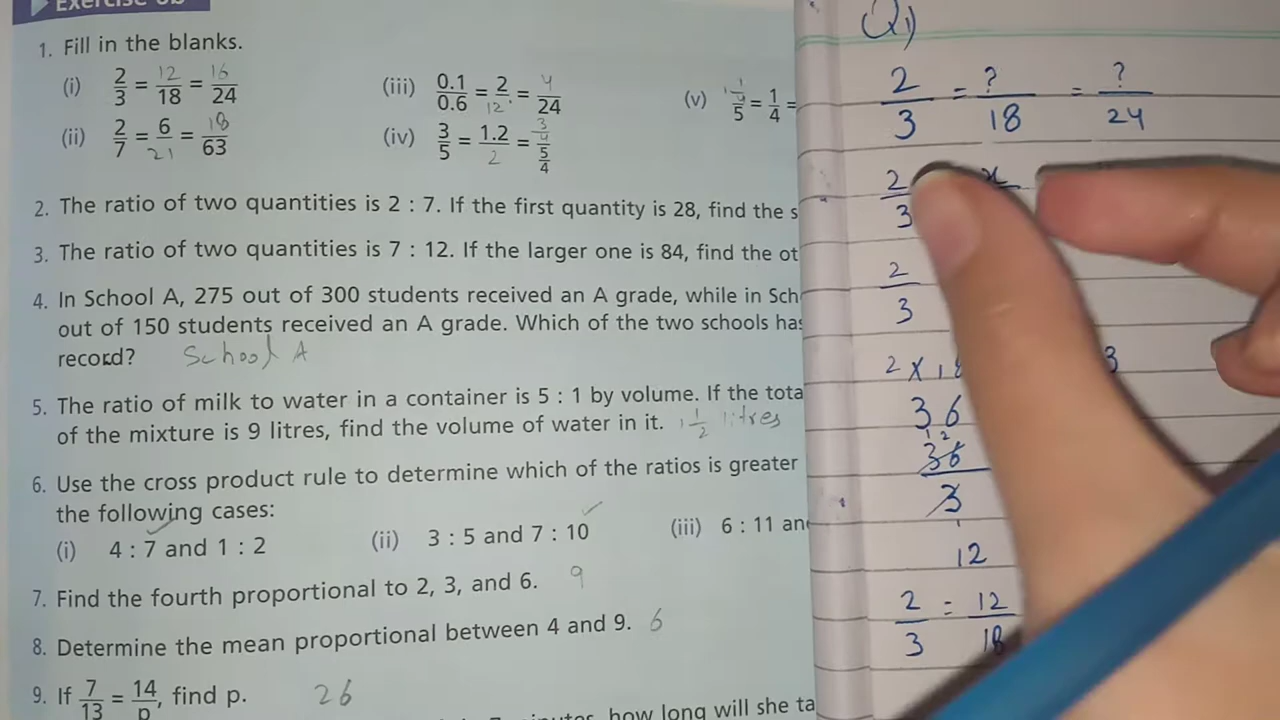 1. Fill in the blanks.
(i) 2/3 = 12/18 = 16/24
(iii) 0.1/0.6 = 2/12 = 4/24
(v) 5 = 1/4 =
(ii) 2/7 = 6/21 = 18/63
(iv) 3/5 = 1.2/2 = 3/4 / 5/4
2. The ratio of two quantities is 2 : 7. If the first quantity is 28, find the s
3. The ratio of two quantities is 7 : 12. If the larger one is 84, find the ot
4. In School A, 275 out of 300 students received an A grade, while in Sch
out of 150 students received an A grade. Which of the two schools has
record? School A
5. The ratio of milk to water in a container is 5 : 1 by volume. If the tota
of the mixture is 9 litres, find the volume of water in it. 1 1/2 litres
6. Use the cross product rule to determine which of the ratios is greater
the following cases:
(i) 4 : 7 and 1 : 2
(ii) 3 : 5 and 7 : 10
(iii) 6 : 11 an
7. Find the fourth proportional to 2, 3, and 6. 9
8. Determine the mean proportional between 4 and 9. 6
9. If 7/13 = 14/p, find p. 26
how long will she ta
Q1)
2/3 = ?/18 = ?/24
2/3
2/3
2 × 18
3
36
36/3
12
2/3 = 12/18